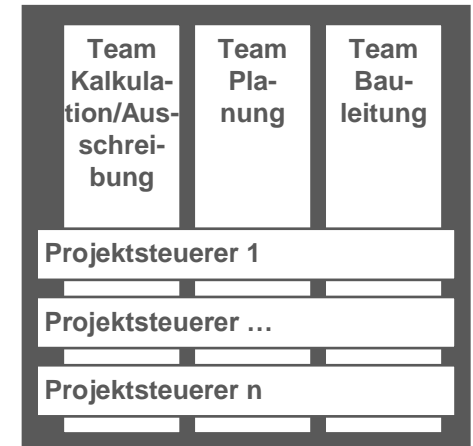 Team
Kalkula-
tion/Aus-
schrei-
bung
Team
Pla-
nung
Team
Bau-
leitung
Projektsteuerer 1
Projektsteuerer …
Projektsteuerer n